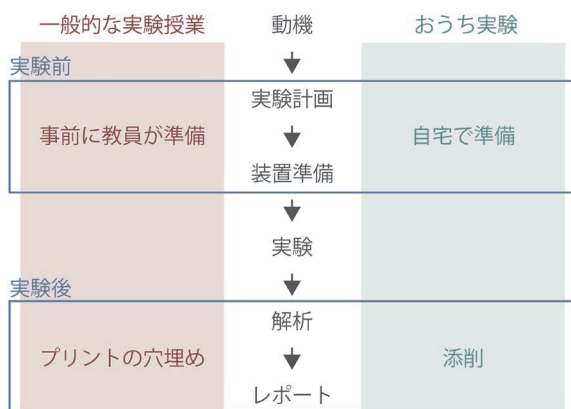 一般的な実験授業
動機
おうち実験
実験前
実験計画
事前に教員が準備
自宅で準備
装置準備
実験
実験後
解析
プリントの穴埋め
添削
レポート